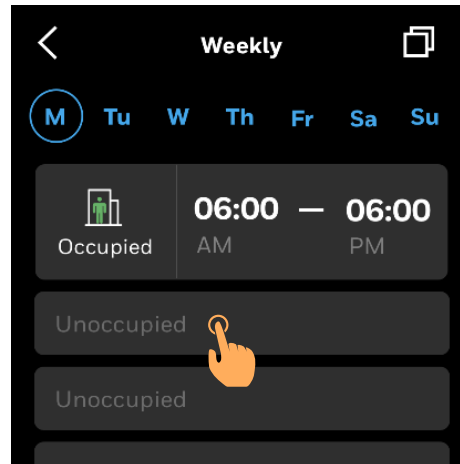 Weekly
M Tu W Th Fr Sa Su
06:00 — 06:00
Occupied AM PM
Unoccupied
Unoccupied